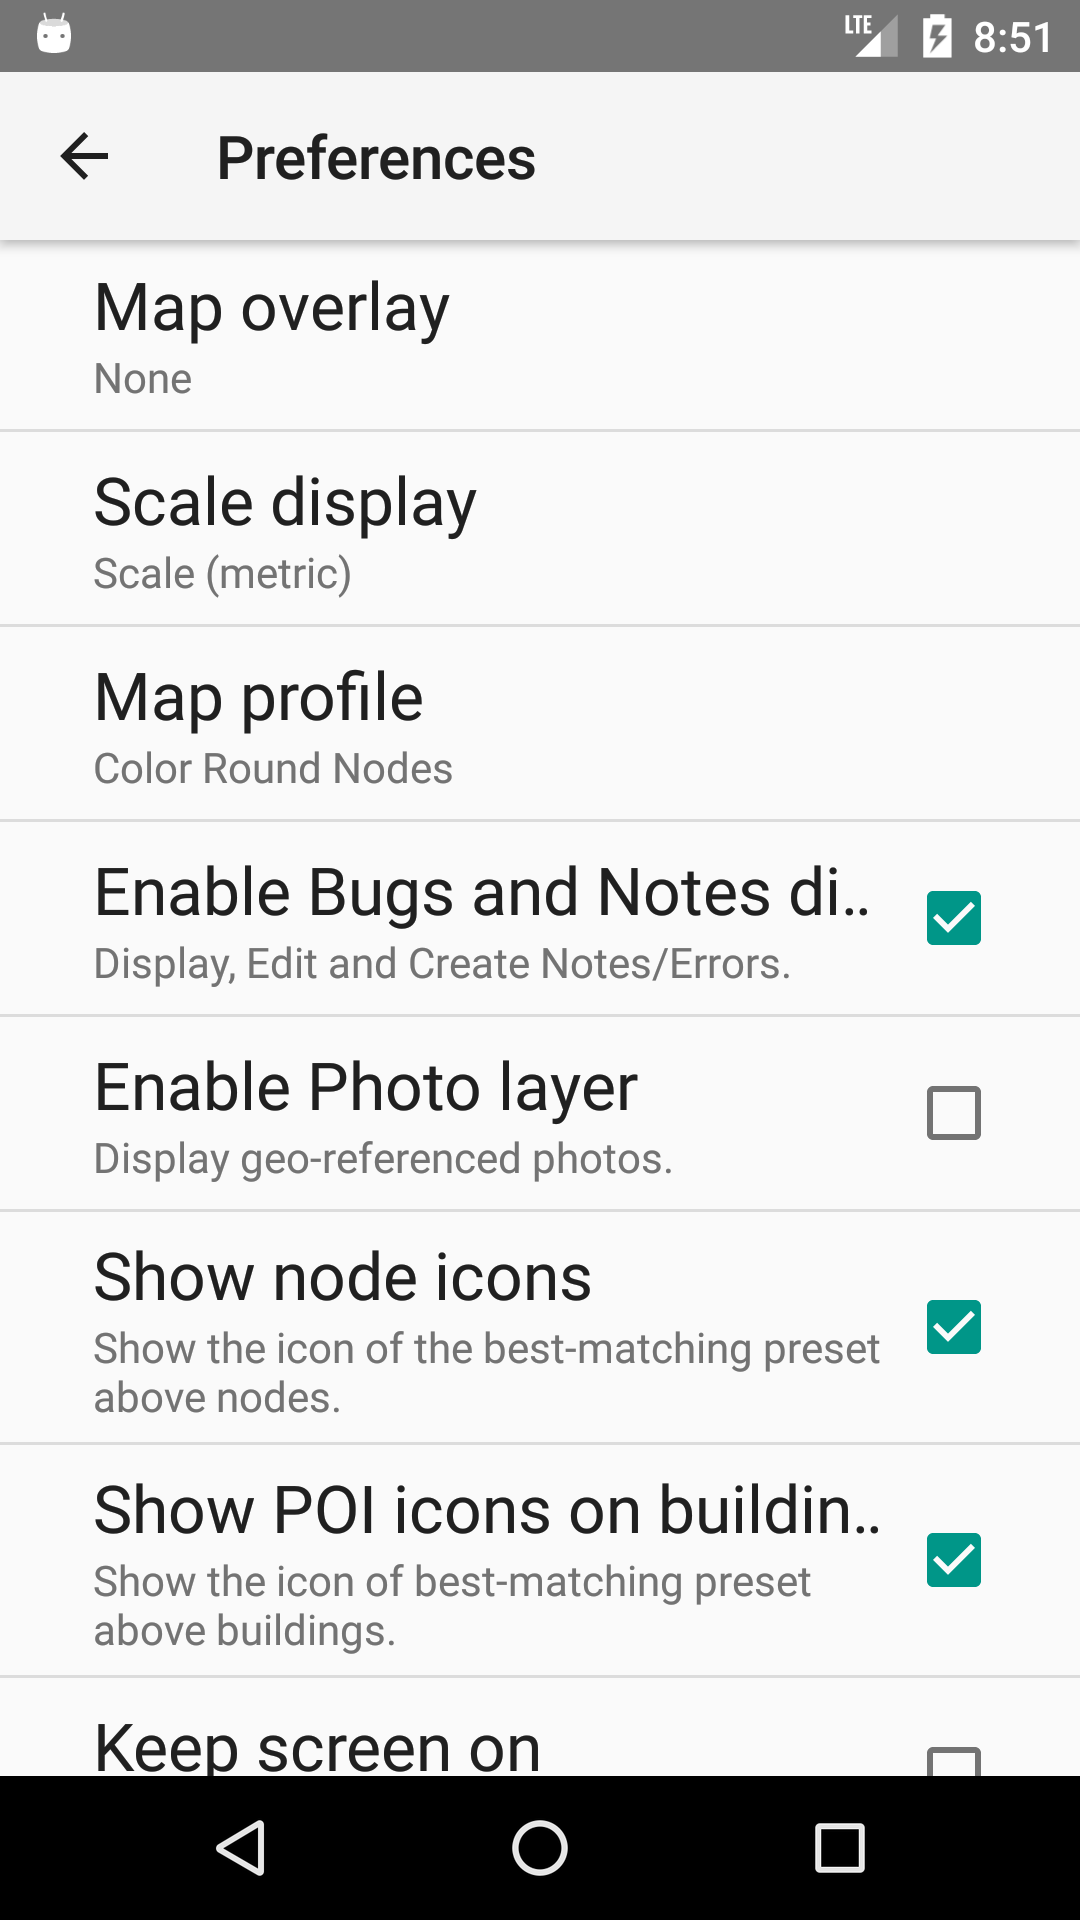 LTE 8:51
Preferences
Map overlay
None
Scale display
Scale (metric)
Map profile
Color Round Nodes
Enable Bugs and Notes di..
Display, Edit and Create Notes/Errors.
Enable Photo layer
Display geo-referenced photos.
Show node icons
Show the icon of the best-matching preset
above nodes.
Show POI icons on buildin..
Show the icon of best-matching preset
above buildings.
Keep screen on